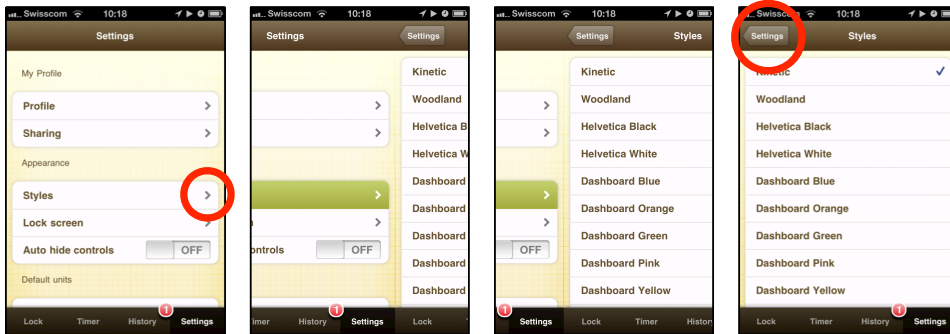 Swisscom 10:18
Settings
My Profile
Profile
Sharing
Appearance
Styles
Lock screen
Auto hide controls OFF
Default units
1
Lock Timer History Settings
Swisscom 10:18
Settings Settings
Kinetic
Woodland
Helvetica B
Helvetica W
Dashboard
Dashboard
Dashboard
controls OFF
Dashboard
Dashboard
1
imer History Settings Lock
Swisscom 10:18
Settings Styles
Kinetic
Woodland
Helvetica Black
Helvetica White
Dashboard Blue
Dashboard Orange
Dashboard Green
OFF
Dashboard Pink
Dashboard Yellow
1
Settings Lock Timer History
Swisscom 10:18
Settings Styles
Kinetic
Woodland
Helvetica Black
Helvetica White
Dashboard Blue
Dashboard Orange
Dashboard Green
Dashboard Pink
Dashboard Yellow
1
Lock Timer History Settings